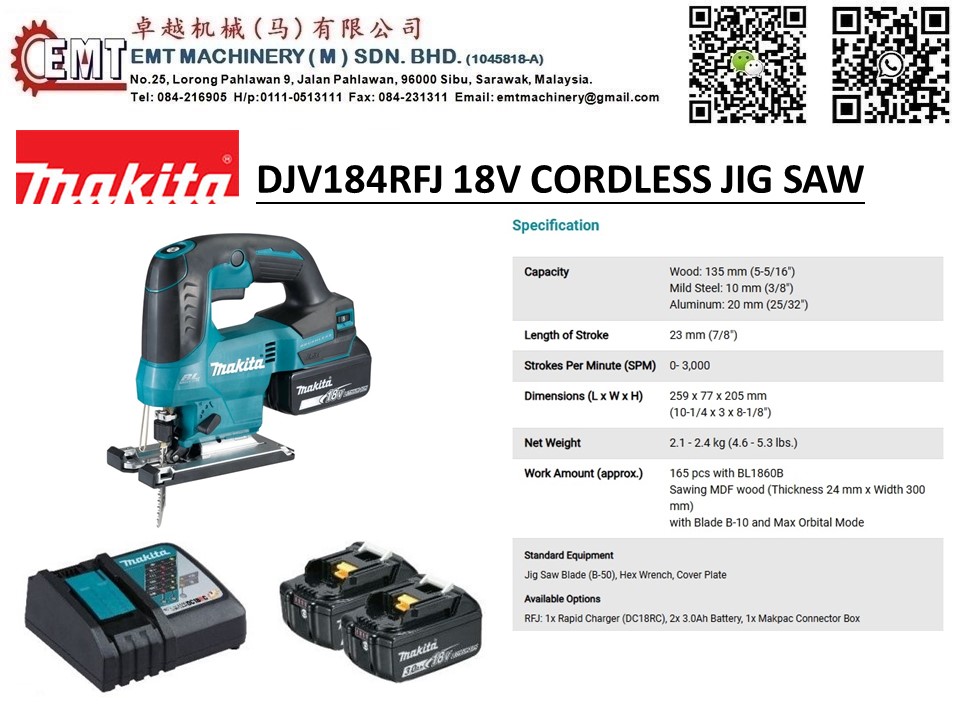 卓越机械(马)有限公司
EMT
EMT MACHINERY ( M ) SDN. BHD. (1045818-A)
No.25, Lorong Pahlawan 9, Jalan Pahlawan, 96000 Sibu, Sarawak, Malaysia.
Tel: 084-216905 H/p:0111-0513111 Fax: 084-231311 Email: emtmachinery@gmail.com
makita®
DJV184RFJ 18V CORDLESS JIG SAW
Specification
Capacity
Wood: 135 mm (5-5/16")
Mild Steel: 10 mm (3/8")
Aluminum: 20 mm (25/32")
Length of Stroke
23 mm (7/8")
Strokes Per Minute (SPM)
0- 3,000
Dimensions (L x W x H)
259 x 77 x 205 mm
(10-1/4 x 3 x 8-1/8")
Net Weight
2.1 - 2.4 kg (4.6 - 5.3 lbs.)
Work Amount (approx.)
165 pcs with BL1860B
Sawing MDF wood (Thickness 24 mm x Width 300
mm)
with Blade B-10 and Max Orbital Mode
Standard Equipment
Jig Saw Blade (B-50), Hex Wrench, Cover Plate
Available Options
RFJ: 1x Rapid Charger (DC18RC), 2x 3.0Ah Battery, 1x Makpac Connector Box
makita
BL
makita
18V
makita
makita
3.0Ah 18V